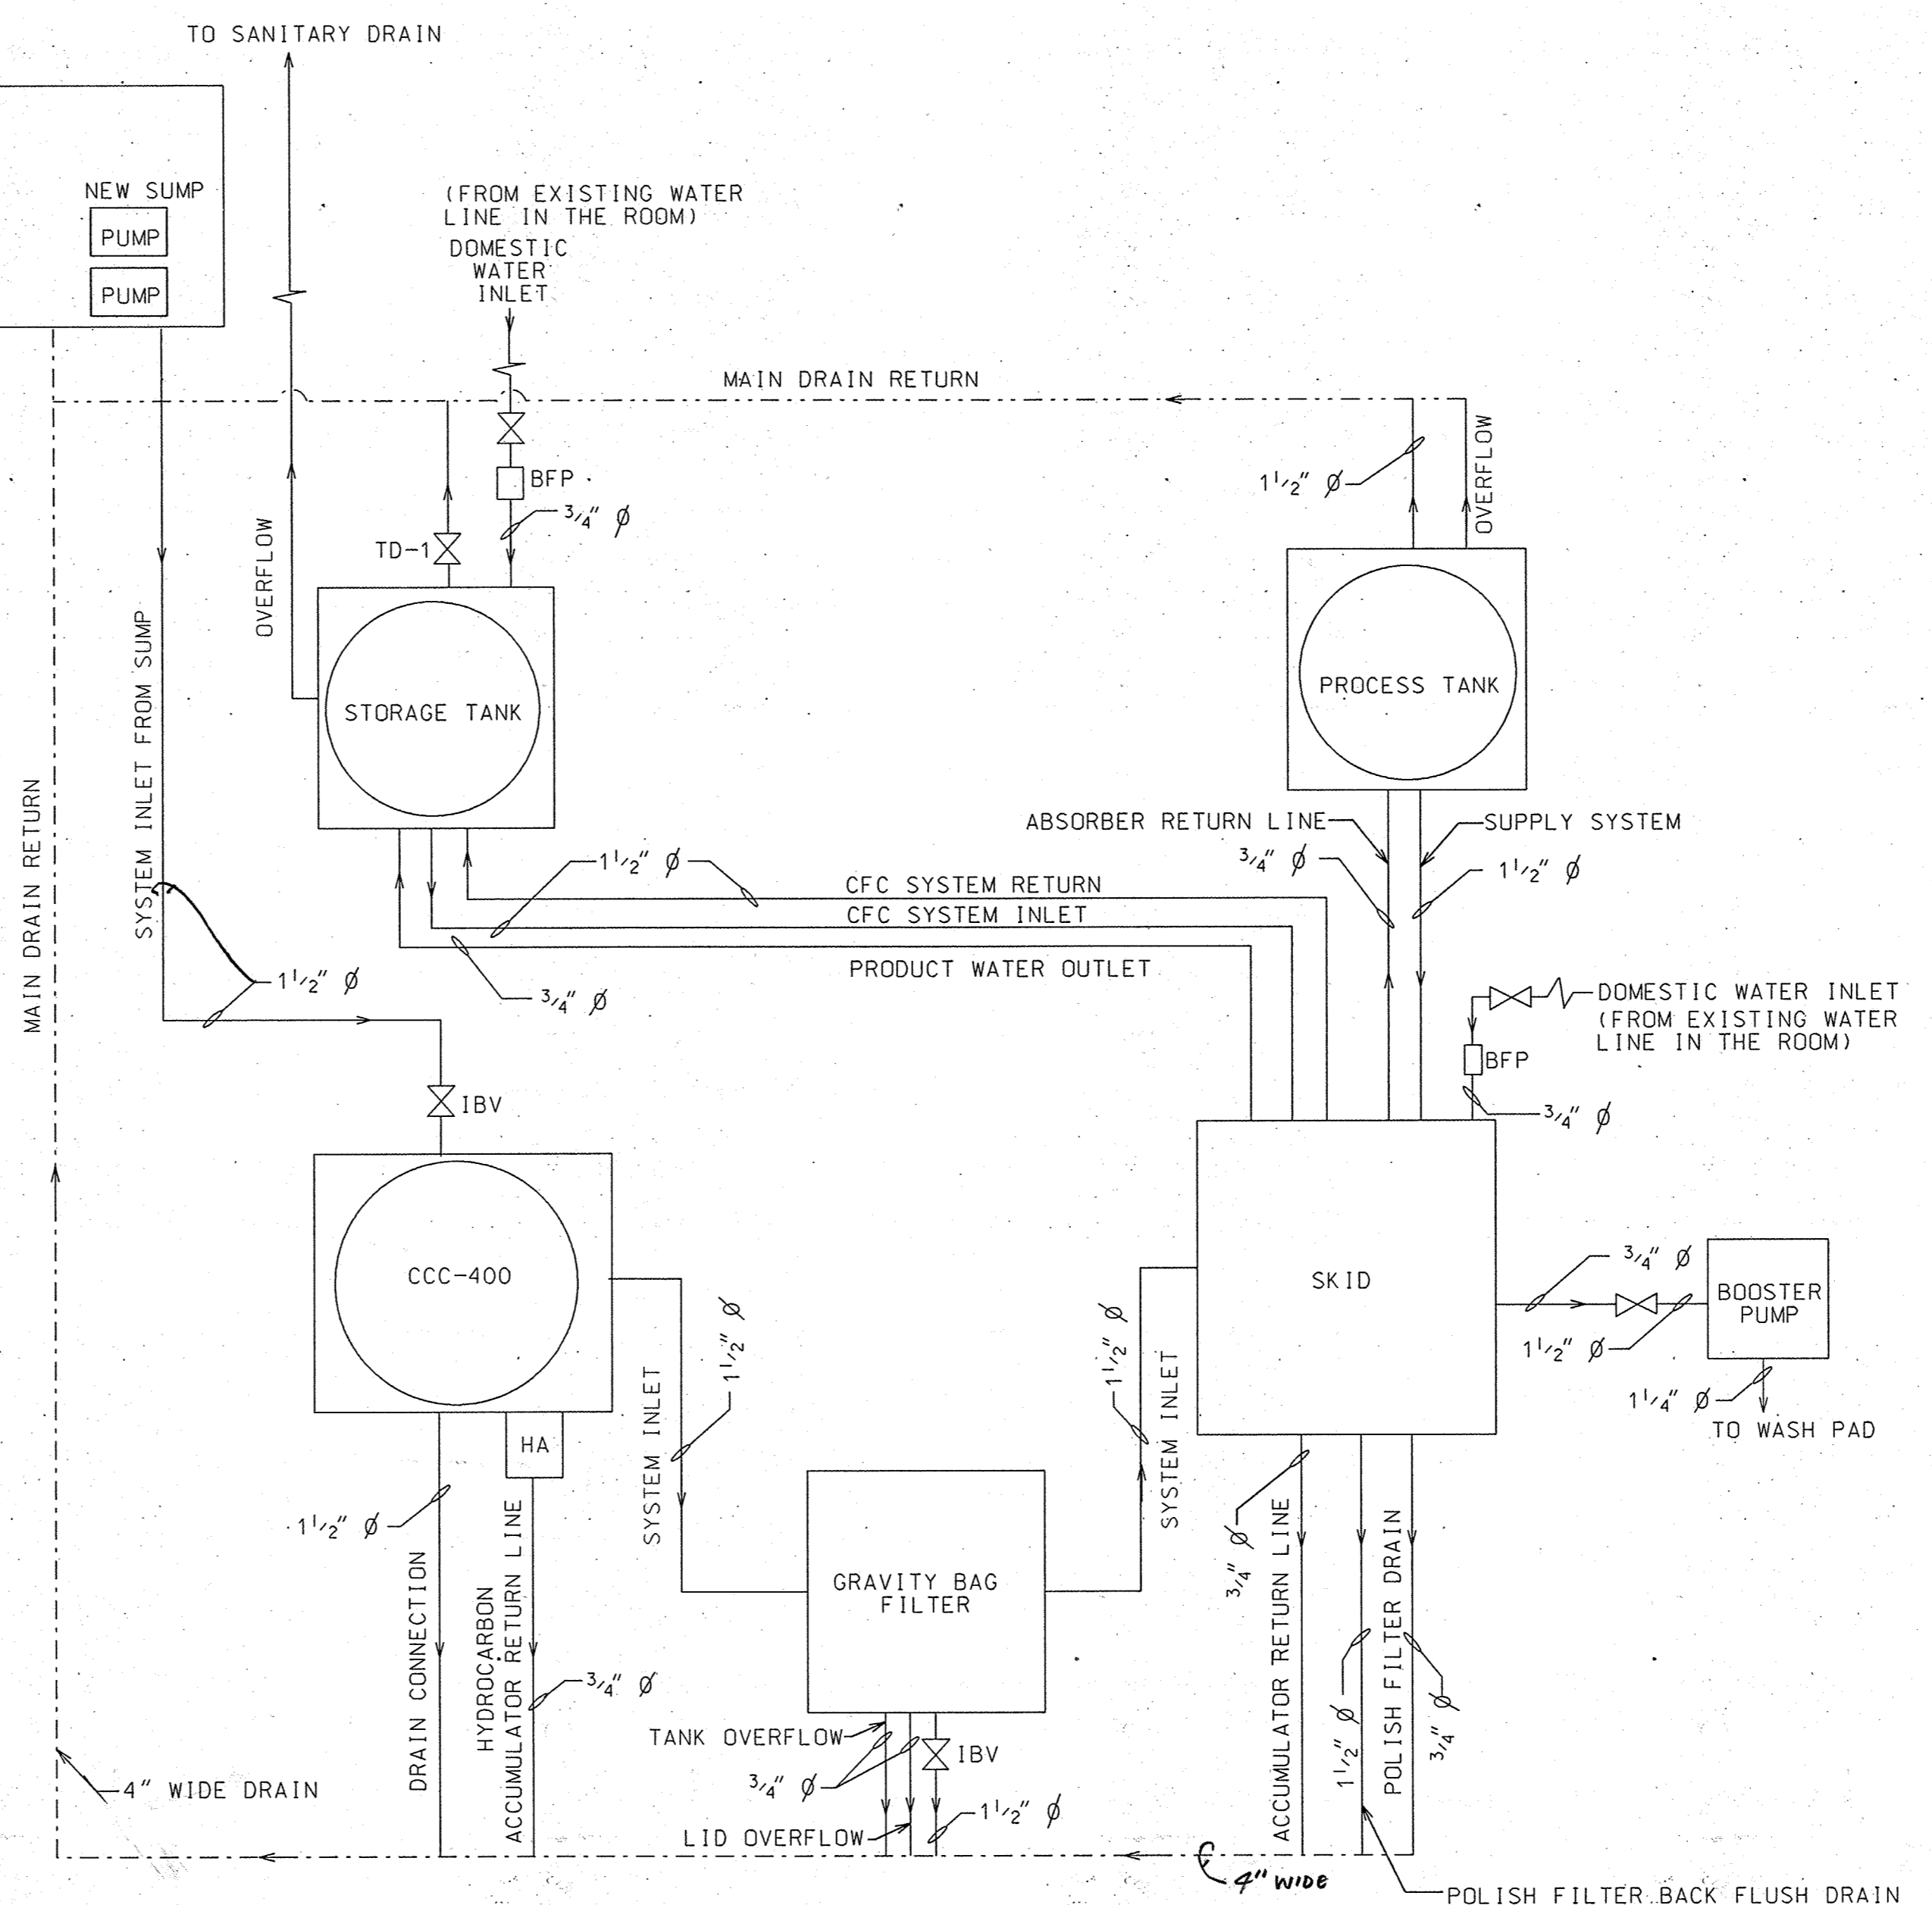 TO SANITARY DRAIN
NEW SUMP
PUMP
PUMP
(FROM EXISTING WATER
LINE IN THE ROOM)
DOMESTIC
WATER
INLET
MAIN DRAIN RETURN
BFP
3/4" Ø
TD-1
OVERFLOW
1 1/2" Ø
OVERFLOW
STORAGE TANK
PROCESS TANK
SYSTEM INLET FROM SUMP
MAIN DRAIN RETURN
ABSORBER RETURN LINE
SUPPLY SYSTEM
3/4" Ø
1 1/2" Ø
1 1/2" Ø
CFC SYSTEM RETURN
CFC SYSTEM INLET
PRODUCT WATER OUTLET
1 1/2" Ø
3/4" Ø
DOMESTIC WATER INLET
(FROM EXISTING WATER
LINE IN THE ROOM)
BFP
3/4" Ø
IBV
CCC-400
SKID
3/4" Ø
BOOSTER
PUMP
1 1/2" Ø
1 1/4" Ø
TO WASH PAD
1 1/2" Ø
SYSTEM INLET
1 1/2" Ø
SYSTEM INLET
HA
1 1/2" Ø
DRAIN CONNECTION
HYDROCARBON
ACCUMULATOR RETURN LINE
3/4" Ø
GRAVITY BAG
FILTER
3/4" Ø
ACCUMULATOR RETURN LINE
1 1/2" Ø
POLISH FILTER DRAIN
3/4" Ø
TANK OVERFLOW
IBV
3/4" Ø
1 1/2" Ø
LID OVERFLOW
4" WIDE DRAIN
4" WIDE
POLISH FILTER BACK FLUSH DRAIN